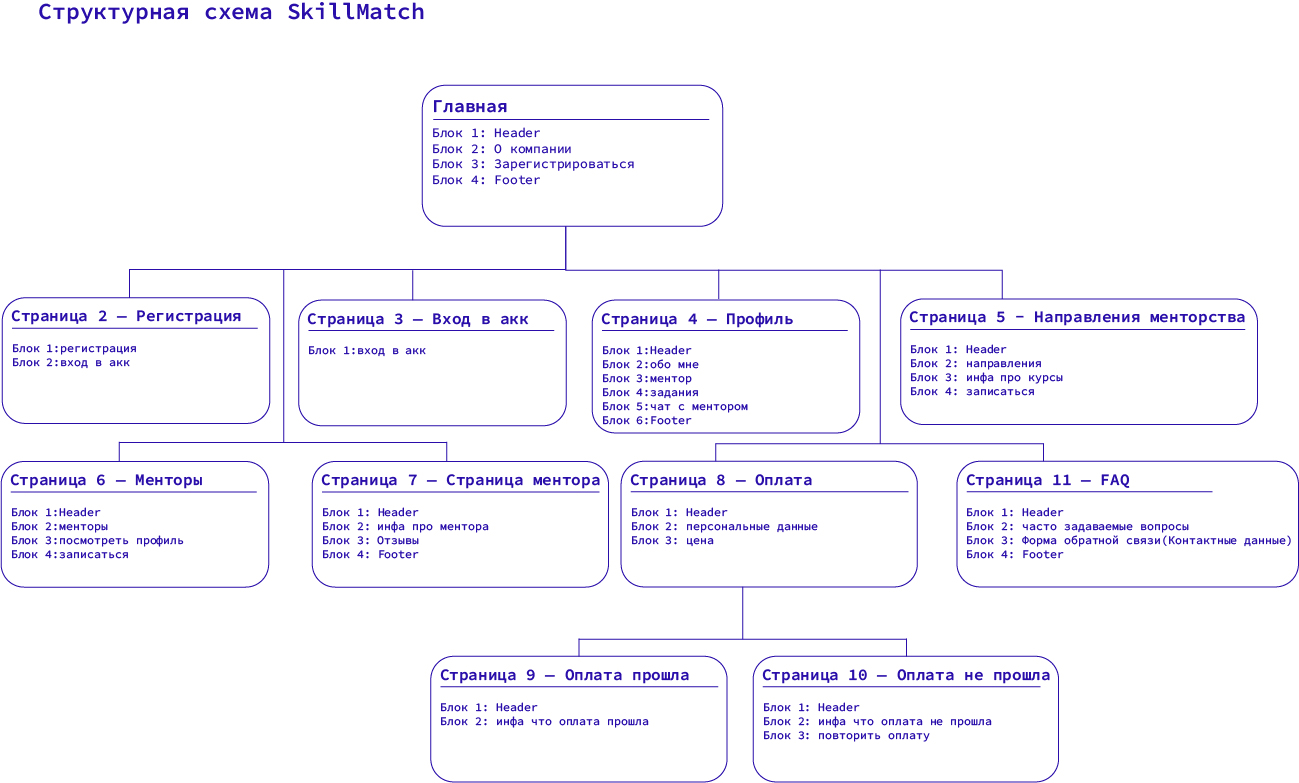 Структурная схема SkillMatch
Главная
Блок 1: Header
Блок 2: О компании
Блок 3: Зарегистрироваться
Блок 4: Footer
Страница 2 — Регистрация
Блок 1:регистрация
Блок 2:вход в акк
Страница 3 — Вход в акк
Блок 1:вход в акк
Страница 4 — Профиль
Блок 1:Header
Блок 2:обо мне
Блок 3:ментор
Блок 4:задания
Блок 5:чат с ментором
Блок 6:Footer
Страница 5 - Направления менторства
Блок 1: Header
Блок 2: направления
Блок 3: инфа про курсы
Блок 4: записаться
Страница 6 — Менторы
Блок 1:Header
Блок 2:менторы
Блок 3:посмотреть профиль
Блок 4:записаться
Страница 7 — Страница ментора
Блок 1: Header
Блок 2: инфа про ментора
Блок 3: Отзывы
Блок 4: Footer
Страница 8 — Оплата
Блок 1: Header
Блок 2: персональные данные
Блок 3: цена
Страница 11 — FAQ
Блок 1: Header
Блок 2: часто задаваемые вопросы
Блок 3: Форма обратной связи(Контактные данные)
Блок 4: Footer
Страница 9 — Оплата прошла
Блок 1: Header
Блок 2: инфа что оплата прошла
Страница 10 — Оплата не прошла
Блок 1: Header
Блок 2: инфа что оплата не прошла
Блок 3: повторить оплату